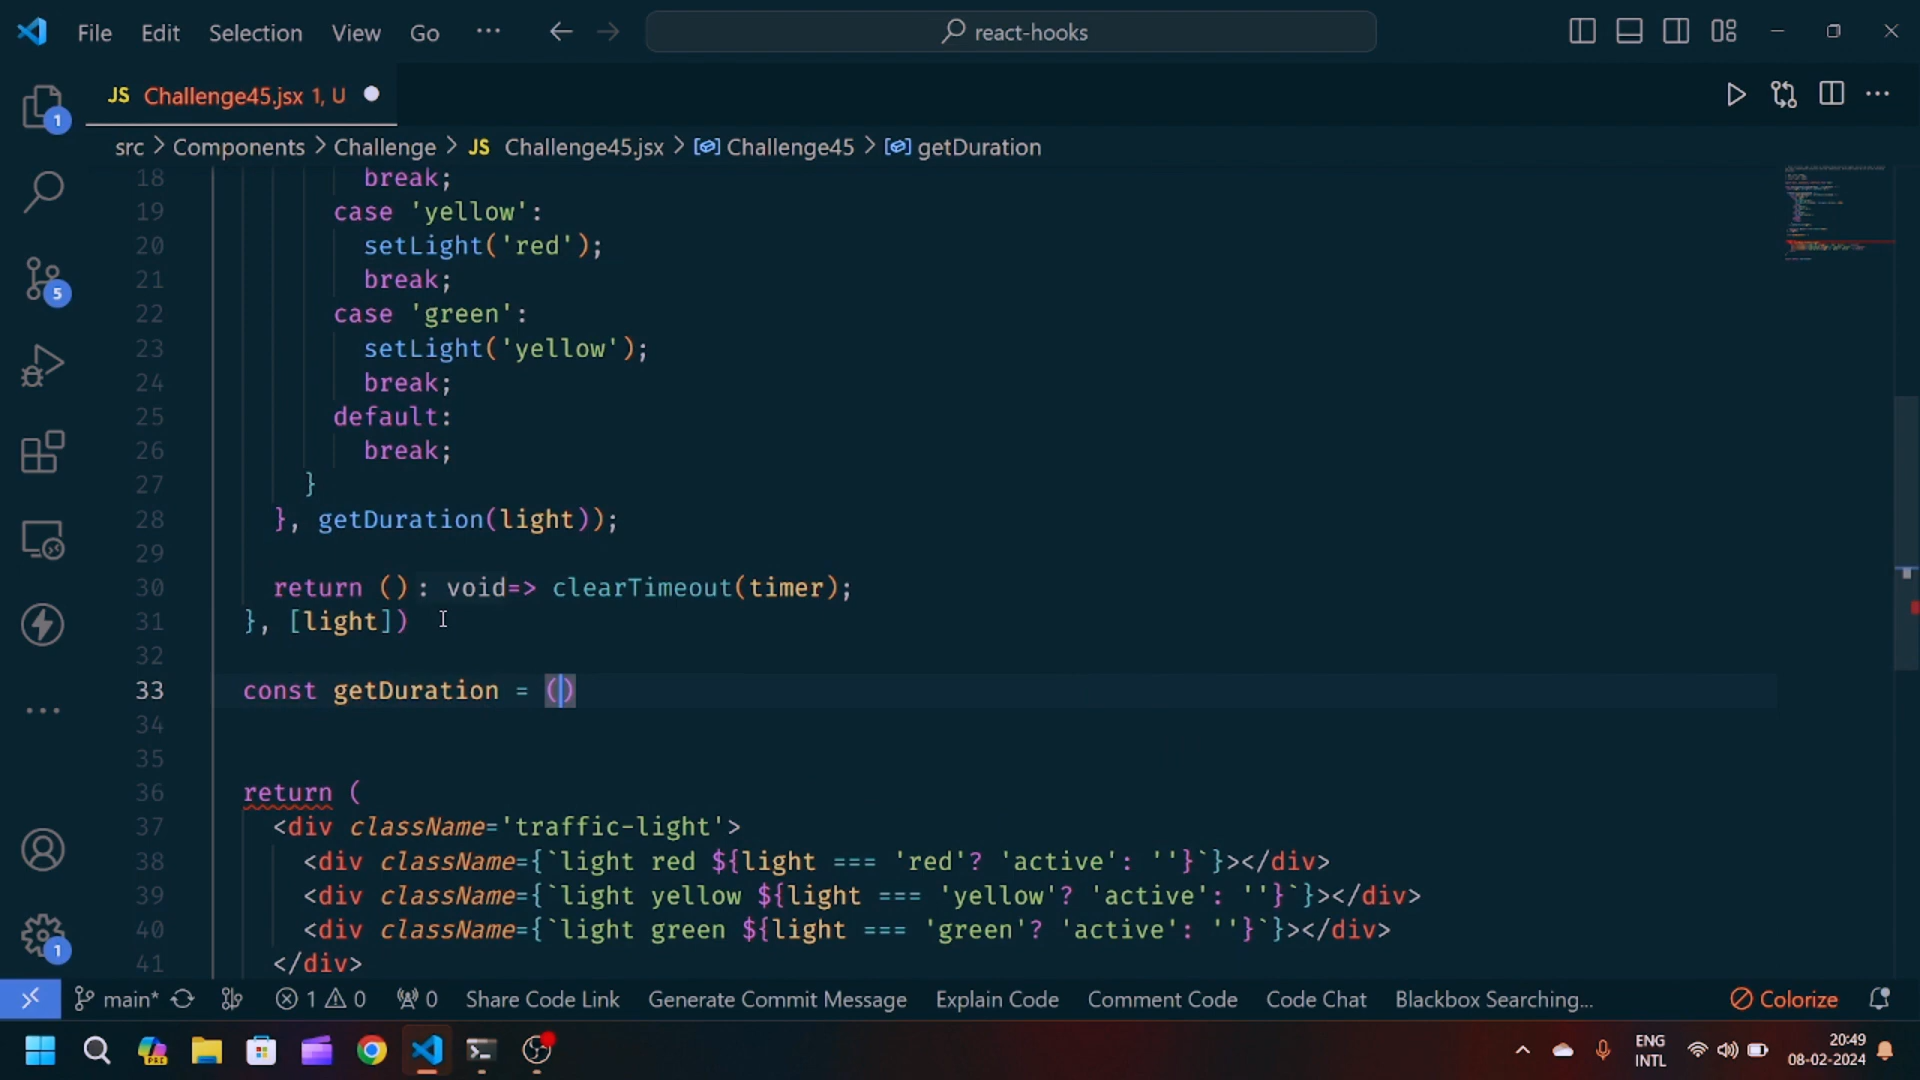 File Edit Selection View Go ··· react-hooks
JS Challenge45.jsx 1, U
src > Components > Challenge > JS Challenge45.jsx > Challenge45 > getDuration
1
5
1
18 break;
19 case 'yellow':
20 setLight('red');
21 break;
22 case 'green':
23 setLight('yellow');
24 break;
25 default:
26 break;
27 }
28 }, getDuration(light));
29
30 return (): void=> clearTimeout(timer);
31 }, [light])
32
33 const getDuration = ()
34
35
36 return (
37 <div className='traffic-light'>
38 <div className={`light red ${light === 'red'? 'active': ''}`}></div>
39 <div className={`light yellow ${light === 'yellow'? 'active': ''}`}></div>
40 <div className={`light green ${light === 'green'? 'active': ''}`}></div>
41 </div>
main* 1 0 0 Share Code Link Generate Commit Message Explain Code Comment Code Code Chat Blackbox Searching... Colorize
PRE
ENG
INTL
20:49
08-02-2024